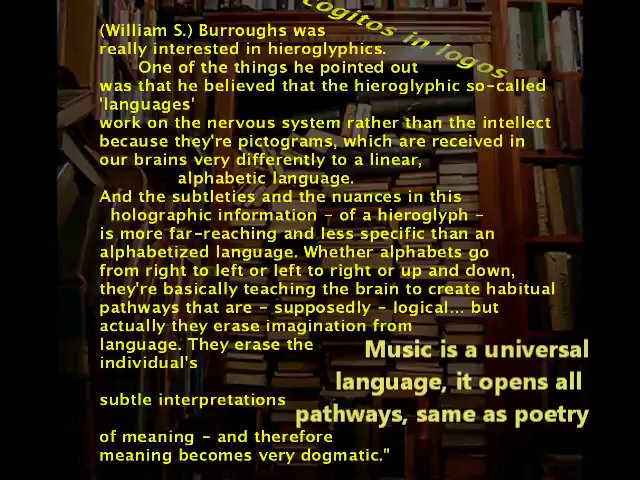 cogitos in logos
(William S.) Burroughs was
really interested in hieroglyphics.
One of the things he pointed out
was that he believed that the hieroglyphic so-called
'languages'
work on the nervous system rather than the intellect
because they're pictograms, which are received in
our brains very differently to a linear,
alphabetic language.
And the subtleties and the nuances in this
holographic information - of a hieroglyph -
is more far-reaching and less specific than an
alphabetized language. Whether alphabets go
from right to left or left to right or up and down,
they're basically teaching the brain to create habitual
pathways that are - supposedly - logical... but
actually they erase imagination from
language. They erase the
individual's
subtle interpretations
of meaning - and therefore
meaning becomes very dogmatic."
Music is a universal
language, it opens all
pathways, same as poetry